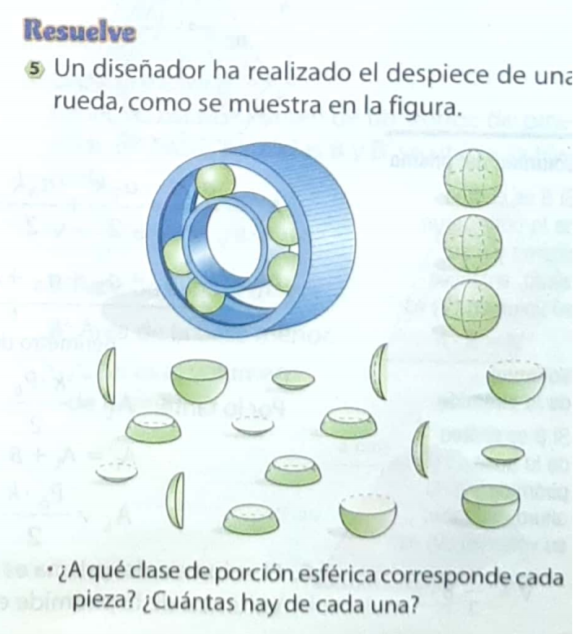 Resuelve
5 Un diseñador ha realizado el despiece de una
rueda, como se muestra en la figura.
• ¿A qué clase de porción esférica corresponde cada
pieza? ¿Cuántas hay de cada una?